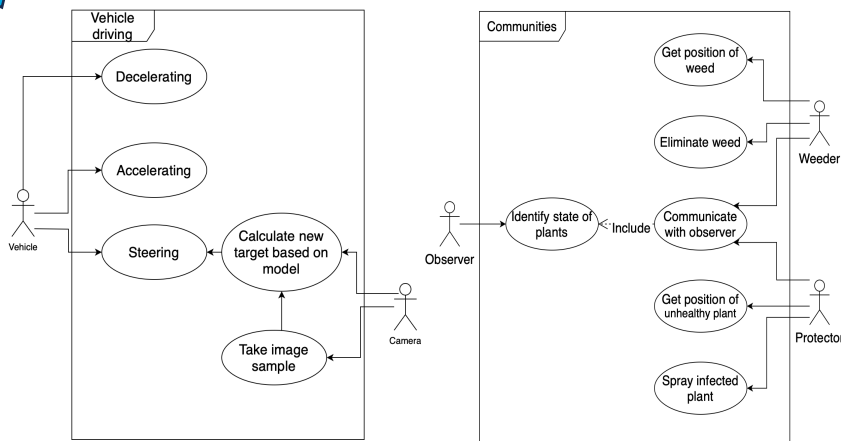 Vehicle
driving
Decelerating
Accelerating
Vehicle
Steering
Calculate new
target based on
model
Take image
sample
Camera
Communities
Get position of
weed
Eliminate weed
Weeder
Observer
Identify state of
plants
Include
Communicate
with observer
Get position of
unhealthy plant
Protector
Spray infected
plant